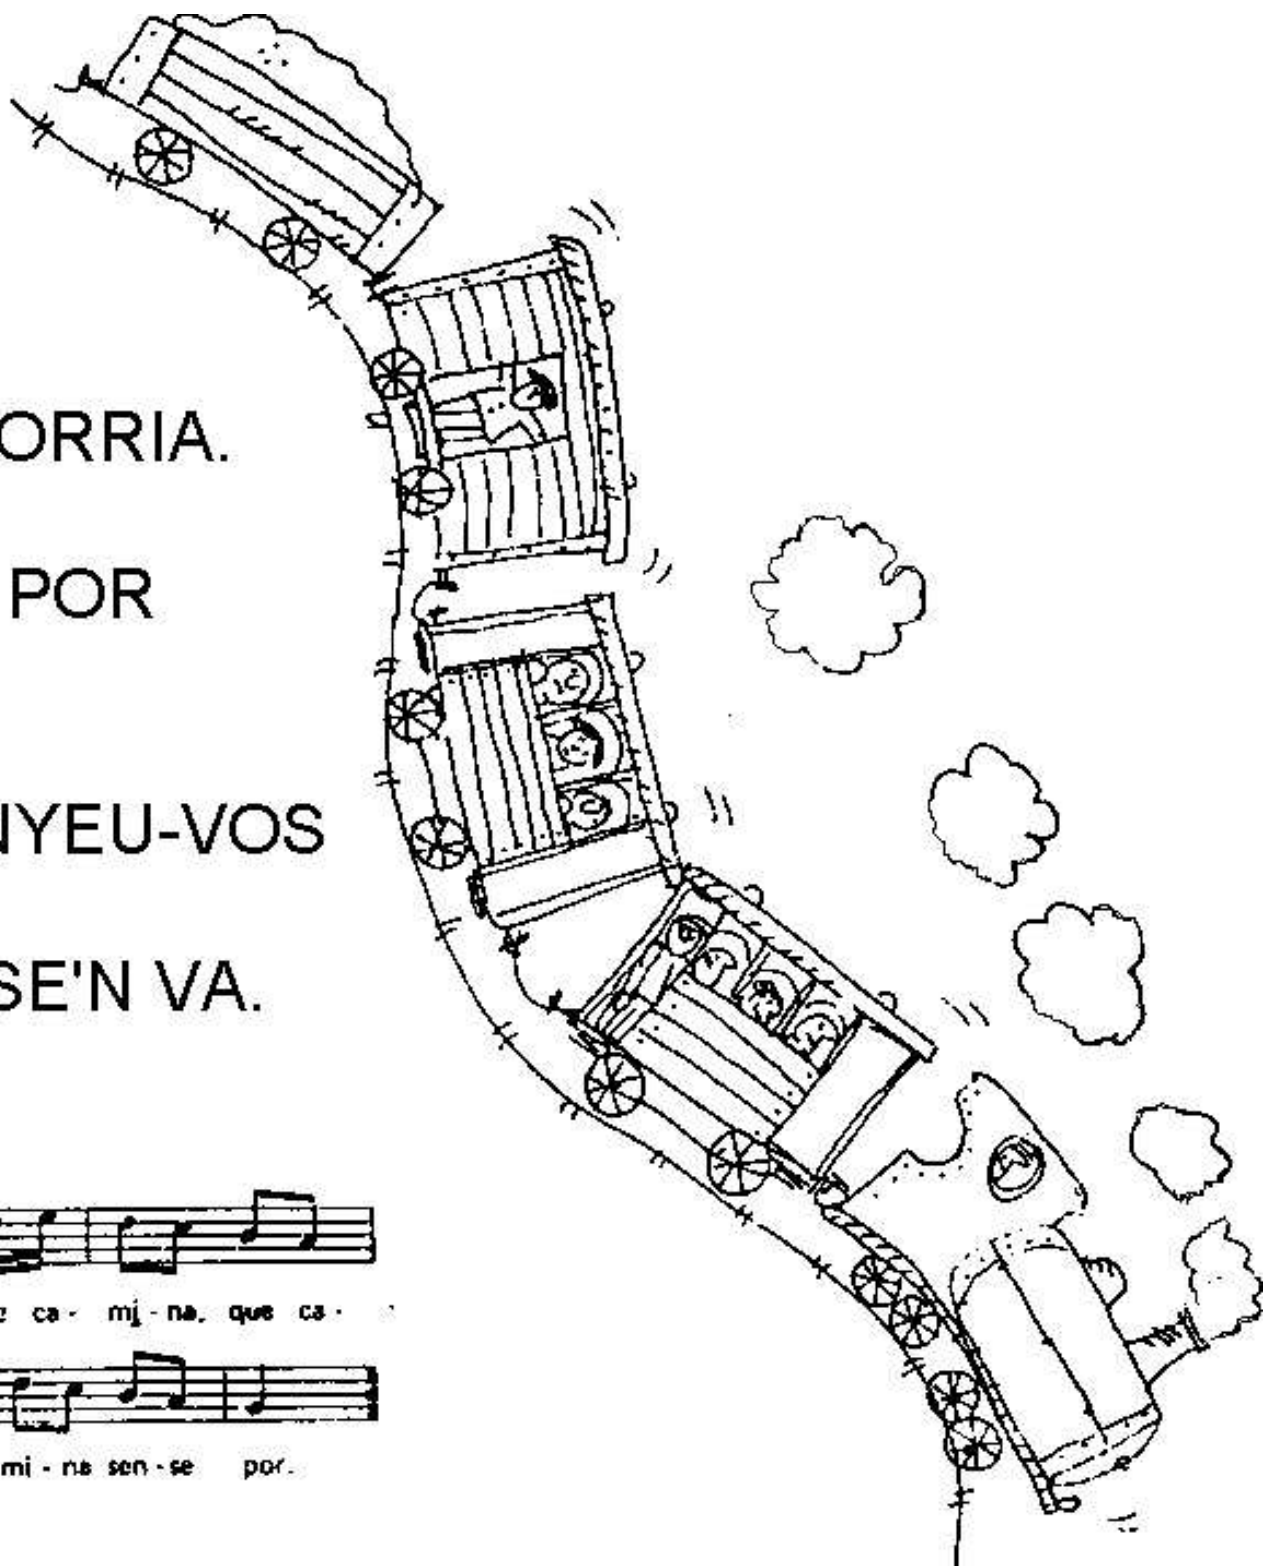 ORRIA.
POR
NYEU-VOS
SE'N VA.
ca - mi - na, que ca -
mi - na sen - se por.